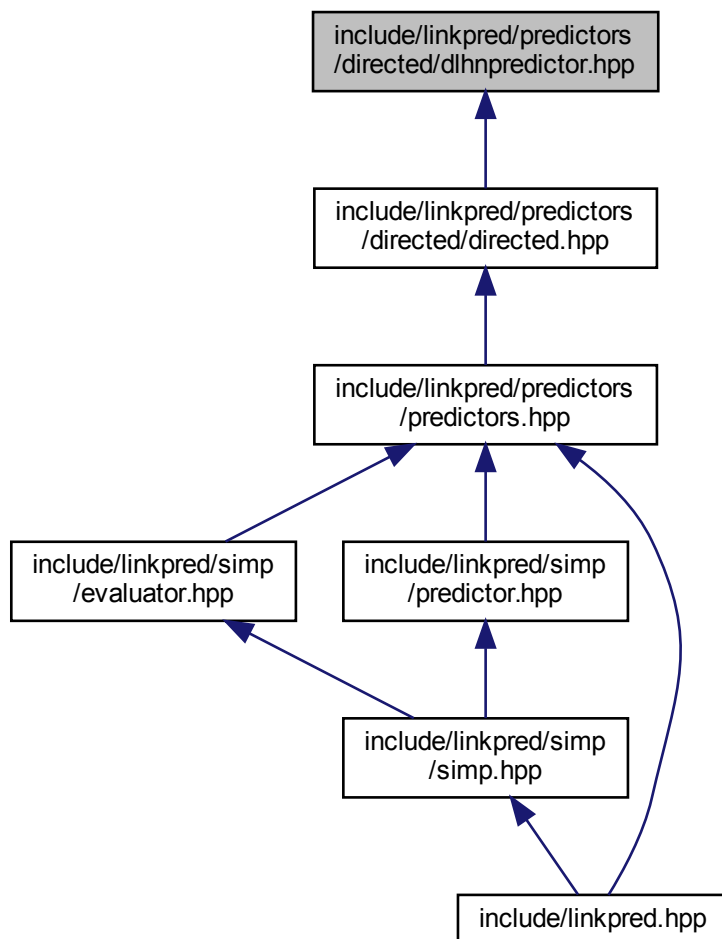 include/linkpred/predictors
/directed/dlhnpredictor.hpp
include/linkpred/predictors
/directed/directed.hpp
include/linkpred/predictors
/predictors.hpp
include/linkpred/simp
/evaluator.hpp
include/linkpred/simp
/predictor.hpp
include/linkpred/simp
/simp.hpp
include/linkpred.hpp